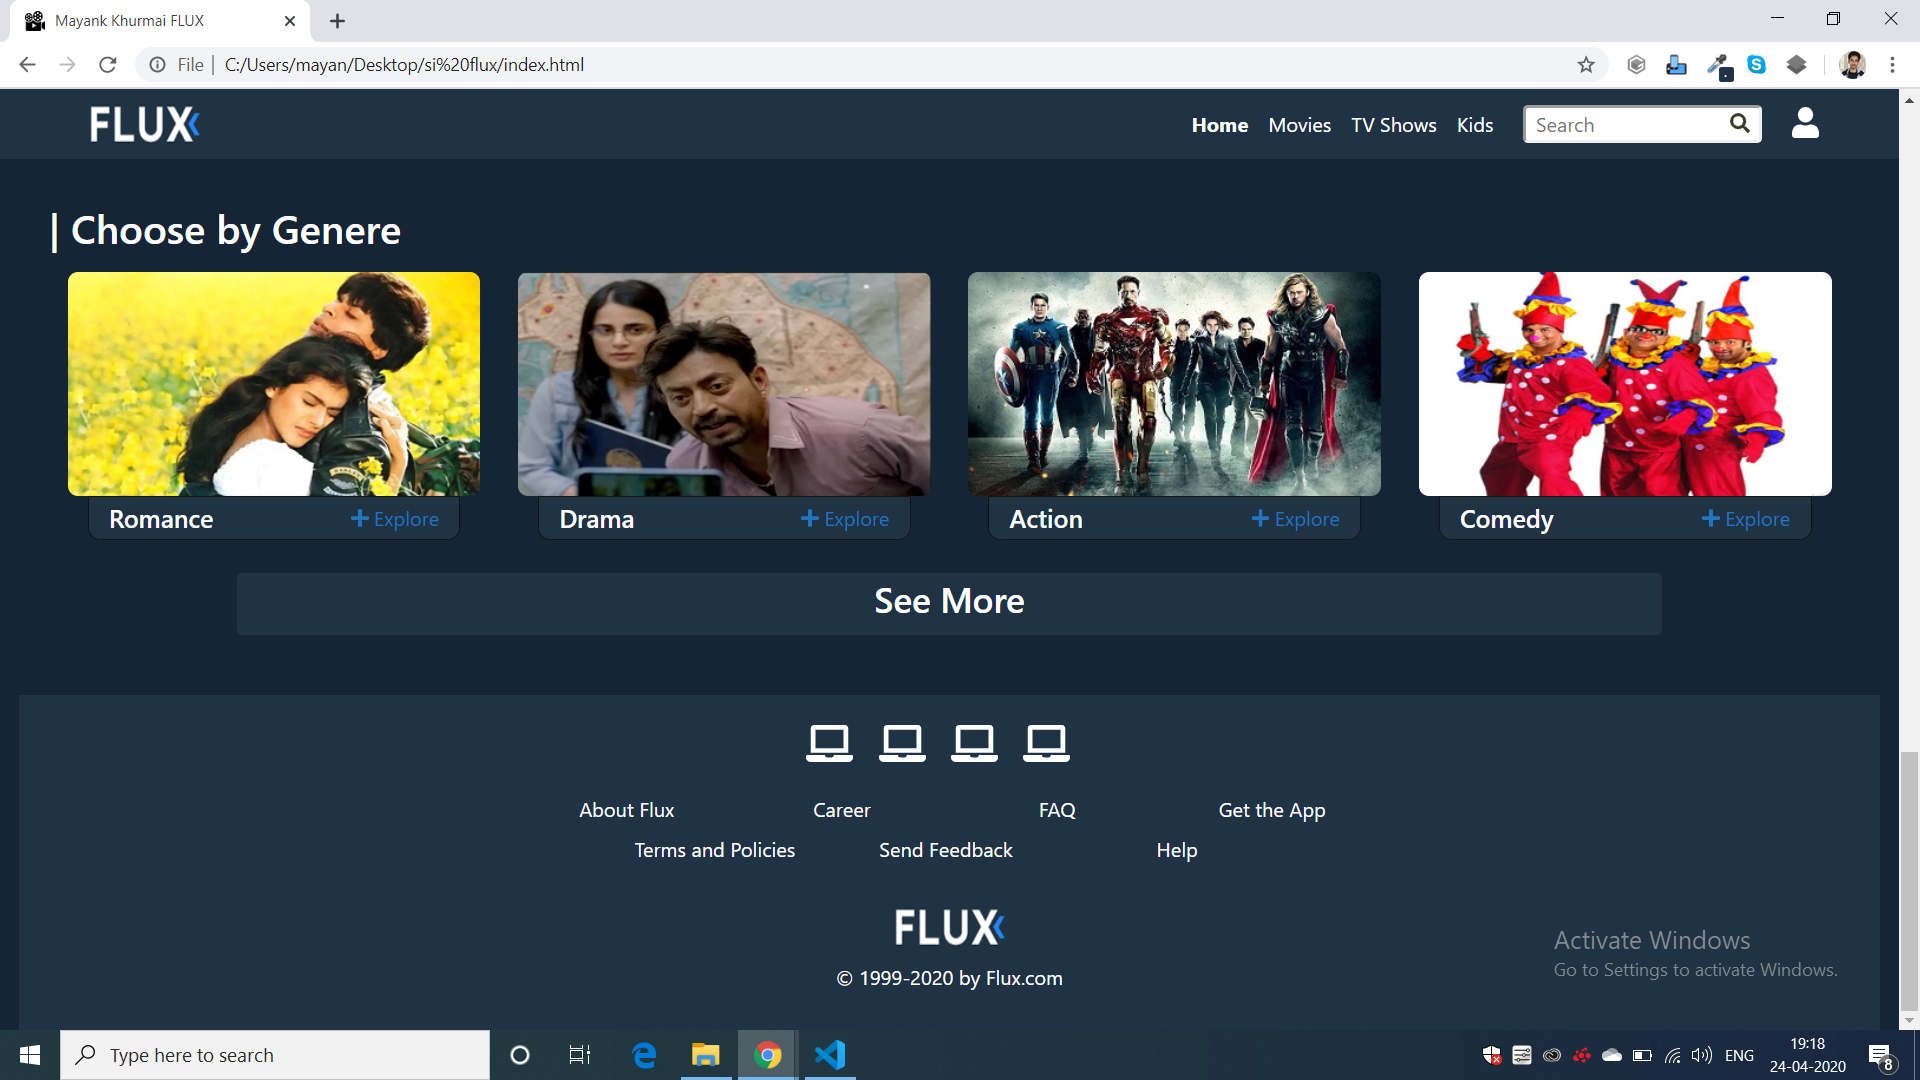 Mayank Khurmai FLUX
File | C:/Users/mayan/Desktop/si%20flux/index.html
FLUX Home Movies TV Shows Kids Search
| Choose by Genere
Romance + Explore Drama + Explore Action + Explore Comedy + Explore
See More
About Flux Career FAQ Get the App
Terms and Policies Send Feedback Help
FLUX
Activate Windows
Go to Settings to activate Windows.
© 1999-2020 by Flux.com
Type here to search
ENG
19:18
24-04-2020
8